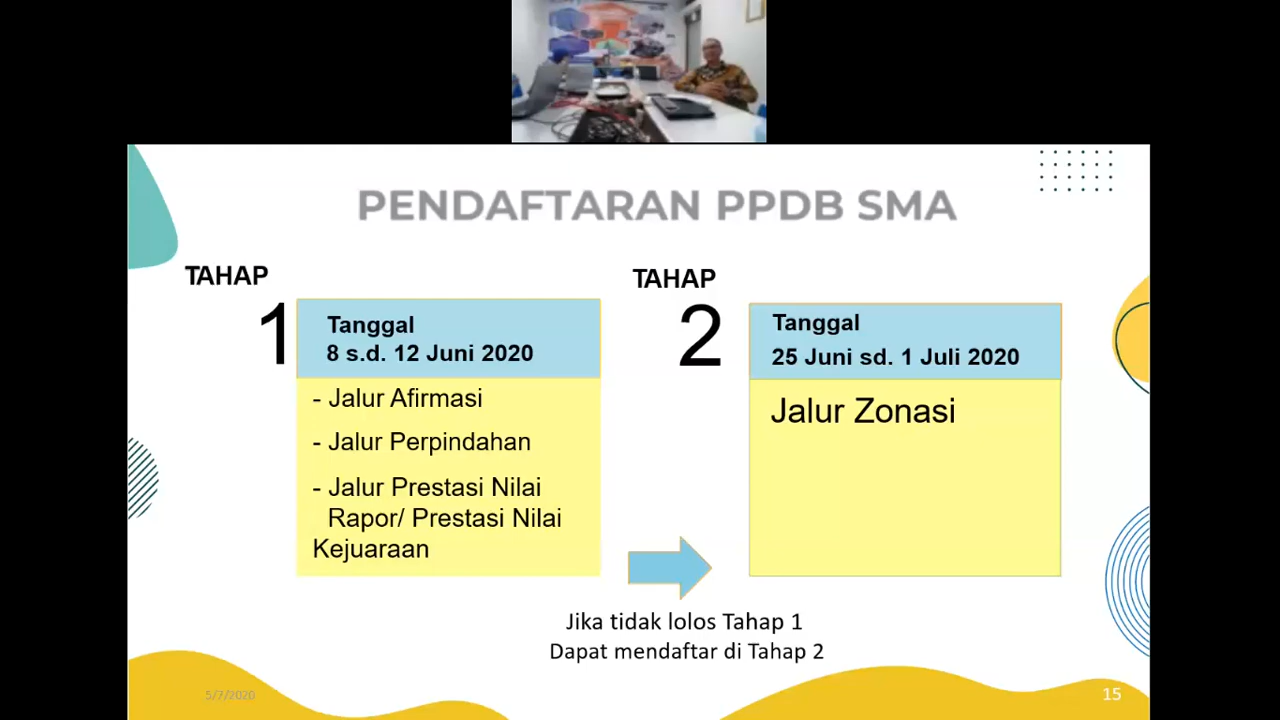 PENDAFTARAN PPDB SMA
TAHAP
1
Tanggal
8 s.d. 12 Juni 2020
- Jalur Afirmasi
- Jalur Perpindahan
- Jalur Prestasi Nilai
Rapor/ Prestasi Nilai
Kejuaraan
TAHAP
2
Tanggal
25 Juni sd. 1 Juli 2020
Jalur Zonasi
Jika tidak lolos Tahap 1
Dapat mendaftar di Tahap 2
5/7/2020
15